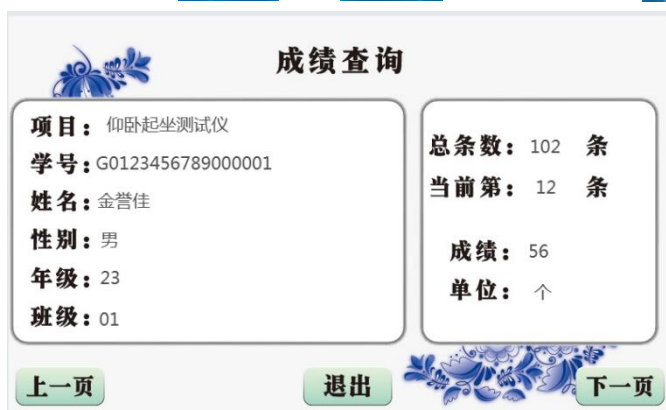 成绩查询
项目：仰卧起坐测试仪
学号：G0123456789000001
姓名：金誉佳
性别：男
年级：23
班级：01
总条数：102 条
当前第：12 条
成绩：56
单位：个
上一页
退出
下一页